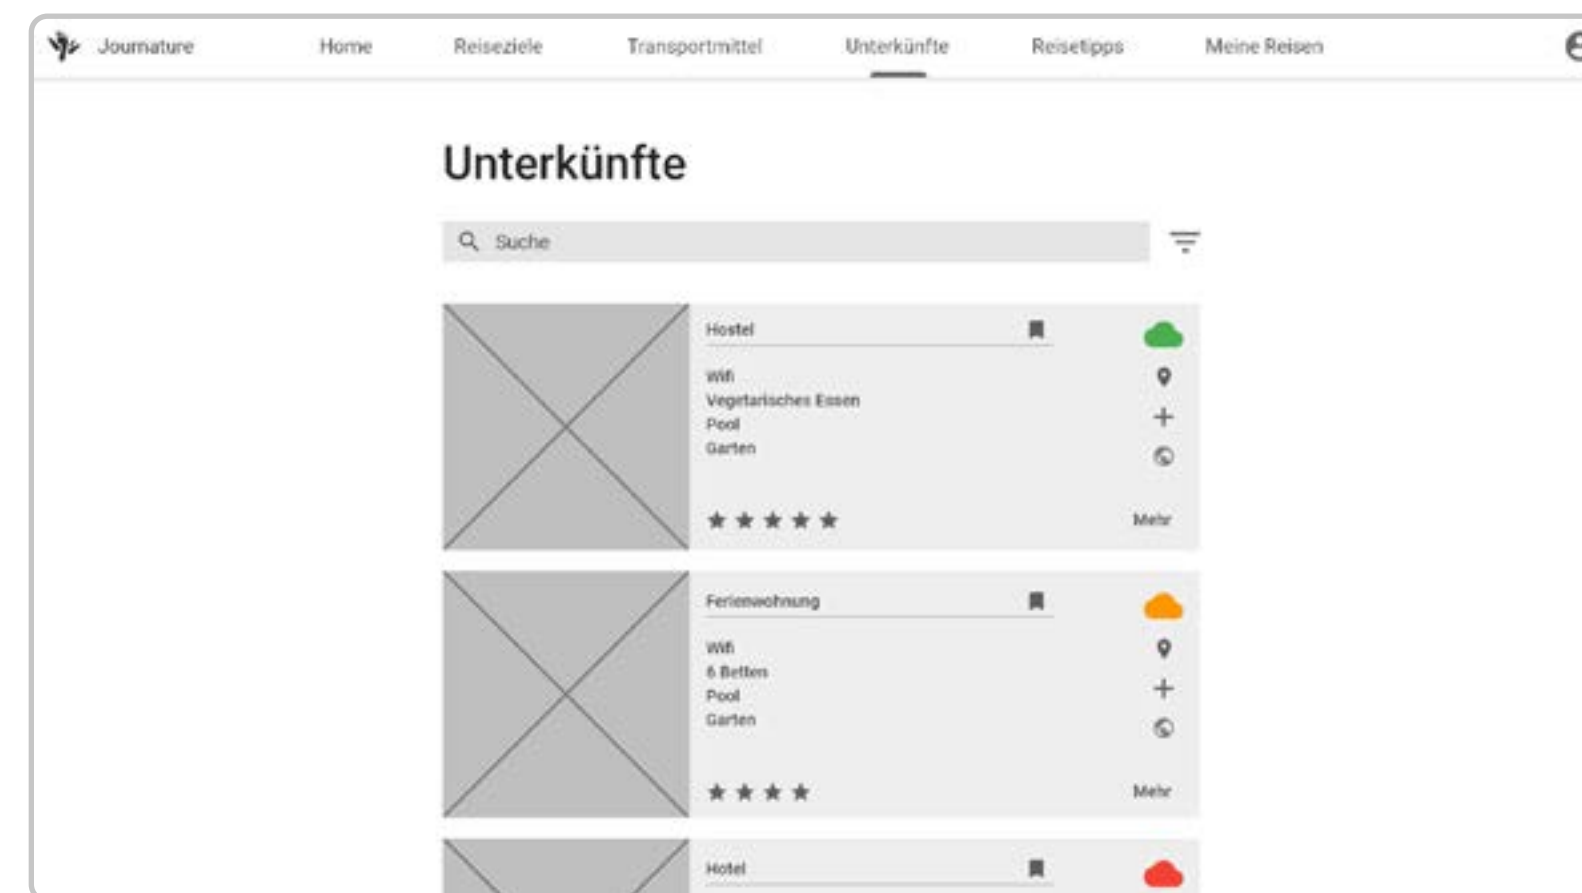 Journature Home Reiseziele Transportmittel Unterkünfte Reisetipps Meine Reisen
Unterkünfte
Suche
Hostel
Wifi
Vegetarisches Essen
Pool
Garten
Mehr
Ferienwohnung
Wifi
6 Betten
Pool
Garten
Mehr
Hotel